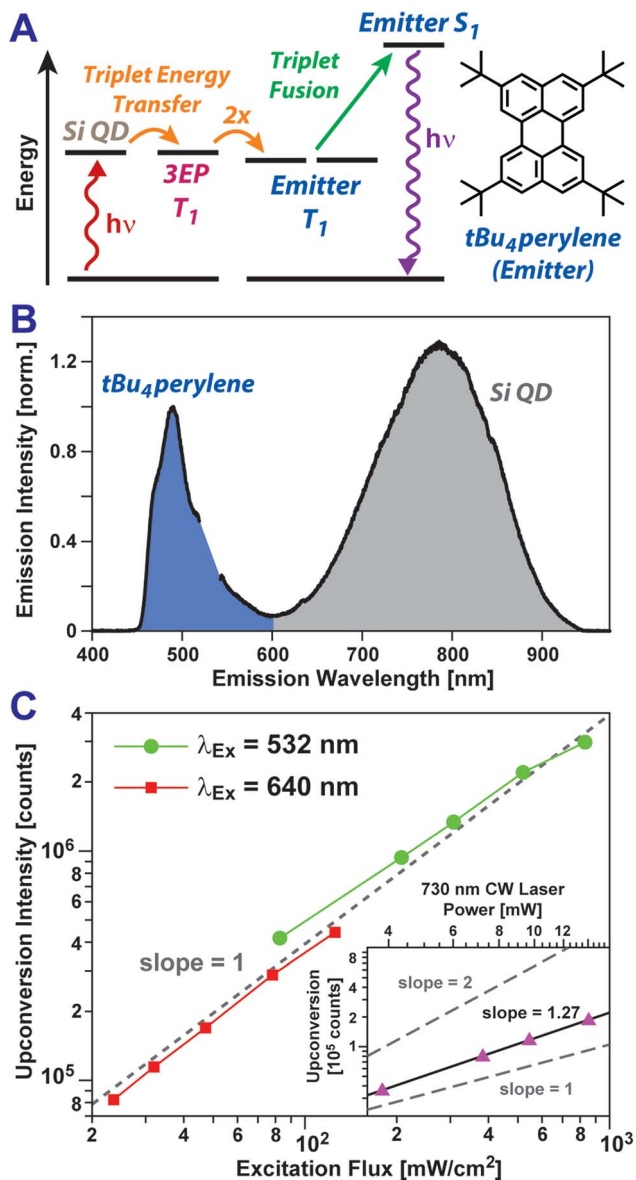 A
Energy
Si QD
Triplet Energy
Transfer
2x
Triplet
Fusion
Emitter S1
hν
3EP
T1
Emitter
T1
hν
tBu4perylene
(Emitter)
B
Emission Intensity [norm.]
1.2
0.8
0.4
0
tBu4perylene
Si QD
400 500 600 700 800 900
Emission Wavelength [nm]
C
Upconversion Intensity [counts]
4
2
10^6
8
6
4
2
10^5
8
λEx = 532 nm
λEx = 640 nm
slope = 1
730 nm CW Laser
Power [mW]
4 6 8 10 12
Upconversion
[10^5 counts]
8
4
2
1
slope = 2
slope = 1.27
slope = 1
2 4 6 8 10^2 2 4 6 8 10^3
Excitation Flux [mW/cm²]